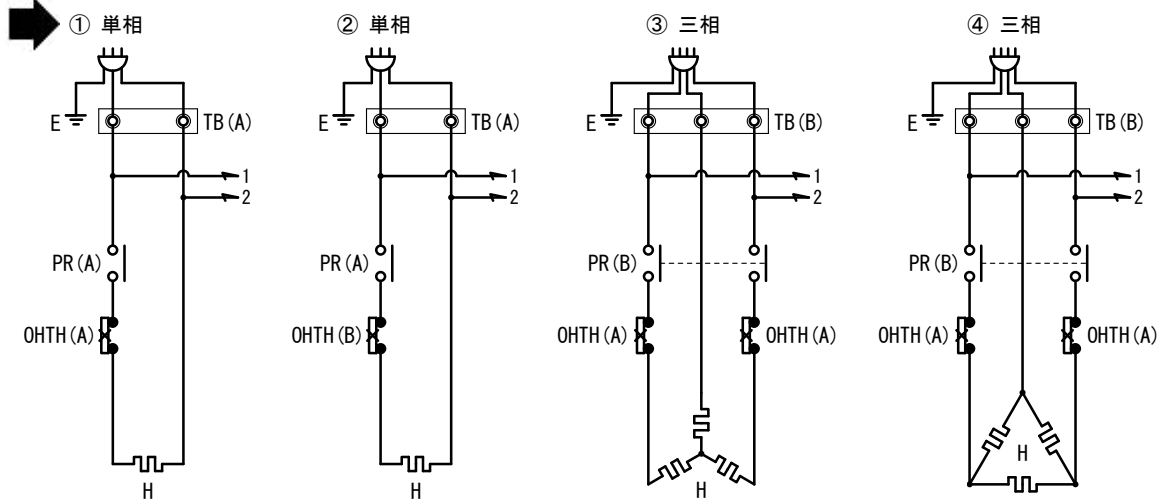 ① 単相
② 単相
③ 三相
④ 三相
E
TB(A)
E
TB(A)
E
TB(B)
E
TB(B)
1
1
1
1
2
2
2
2
PR(A)
PR(A)
PR(B)
PR(B)
OHTH(A)
OHTH(B)
OHTH(A)
OHTH(A)
OHTH(A)
OHTH(A)
H
H
H
H